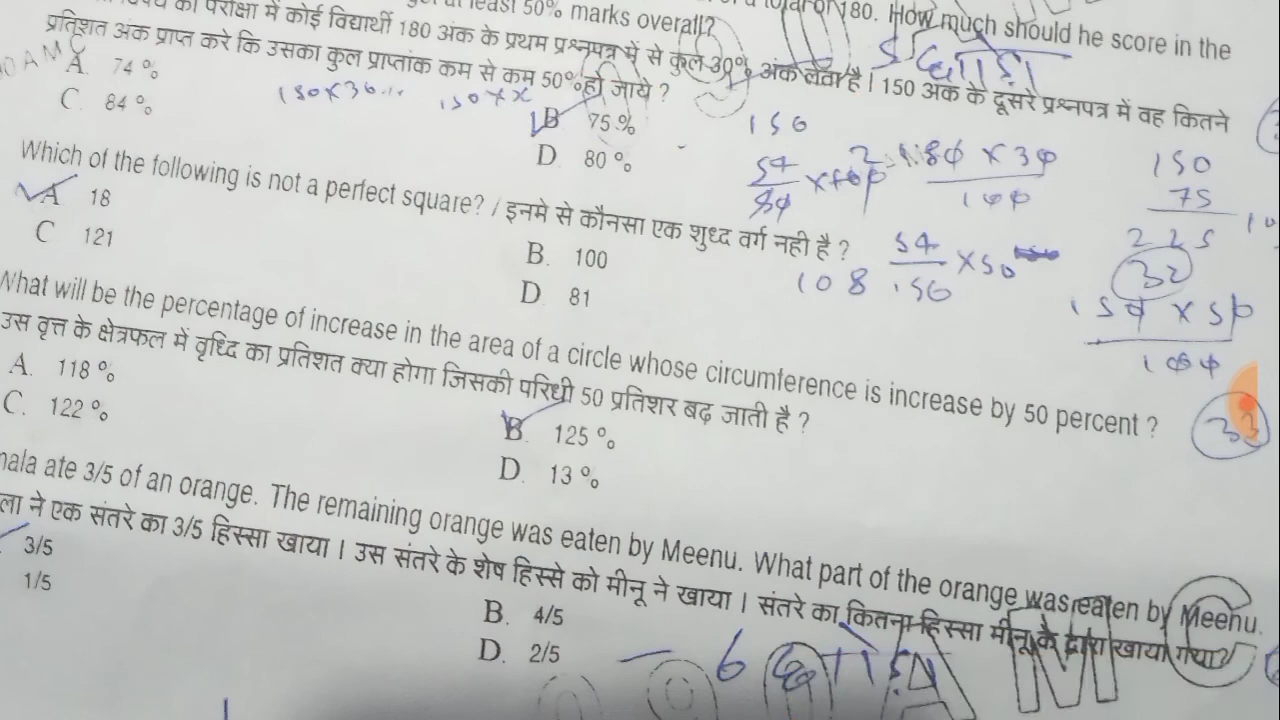 at least 50% marks overall?
180. How much should he score in the
परीक्षा में कोई विद्यार्थी 180 अंक के प्रथम प्रश्नपत्र में से कुल 30% अंक लेता है। 150 अंक के दूसरे प्रश्नपत्र में वह कितने
प्रतिशत अंक प्राप्त करे कि उसका कुल प्राप्तांक कम से कम 50% हो जाये ?
A. 74 %
B 75.%
C. 84 %
D. 80 %
150
54
180 X 30
100
150
75
225
32
Which of the following is not a perfect square? / इनमे से कौनसा एक शुध्द वर्ग नही है ?
A 18
B. 100
C 121
D. 81
108
54
X 50
150
100
What will be the percentage of increase in the area of a circle whose circumference is increase by 50 percent ?
उस वृत्त के क्षेत्रफल में वृध्दि का प्रतिशत क्या होगा जिसकी परिधी 50 प्रतिशर बढ़ जाती है ?
A. 118 %
B. 125 %
C. 122 %
D. 13 %
33
ate 3/5 of an orange. The remaining orange was eaten by Meenu. What part of the orange was eaten by Meenu.
ने एक संतरे का 3/5 हिस्सा खाया। उस संतरे के शेष हिस्से को मीनू ने खाया। संतरे का कितना हिस्सा मीनू के द्वारा खाया गया?
3/5
B. 4/5
1/5
D. 2/5
AMC